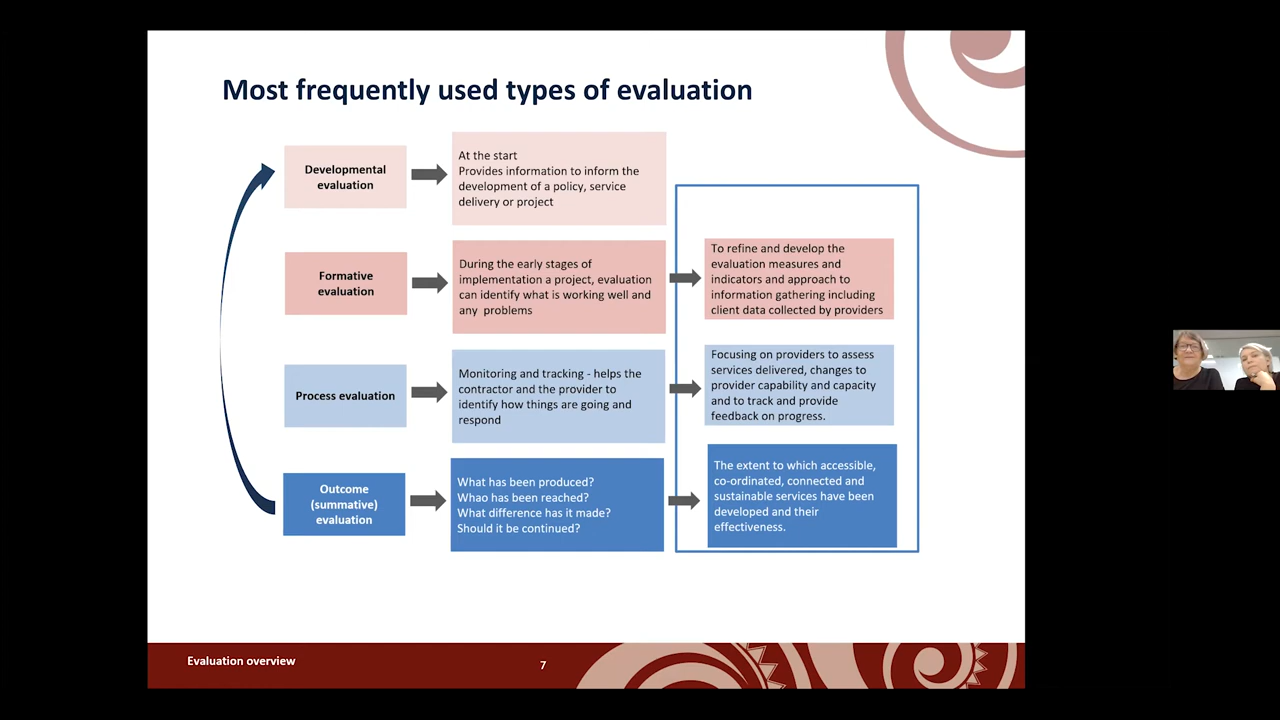 Most frequently used types of evaluation
Developmental
evaluation
At the start
Provides information to inform the
development of a policy, service
delivery or project
Formative
evaluation
During the early stages of
implementation a project, evaluation
can identify what is working well and
any problems
To refine and develop the
evaluation measures and
indicators and approach to
information gathering including
client data collected by providers
Process evaluation
Monitoring and tracking - helps the
contractor and the provider to
identify how things are going and
respond
Focusing on providers to assess
services delivered, changes to
provider capability and capacity
and to track and provide
feedback on progress.
Outcome
(summative)
evaluation
What has been produced?
Whao has been reached?
What difference has it made?
Should it be continued?
The extent to which accessible,
co-ordinated, connected and
sustainable services have been
developed and their
effectiveness.
Evaluation overview
7